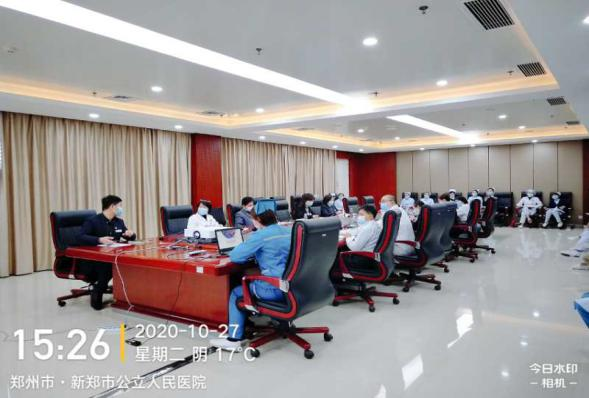 15:26
2020-10-27
星期二 阴 17°C
郑州市·新郑市公立人民医院
今日水印
-相机-